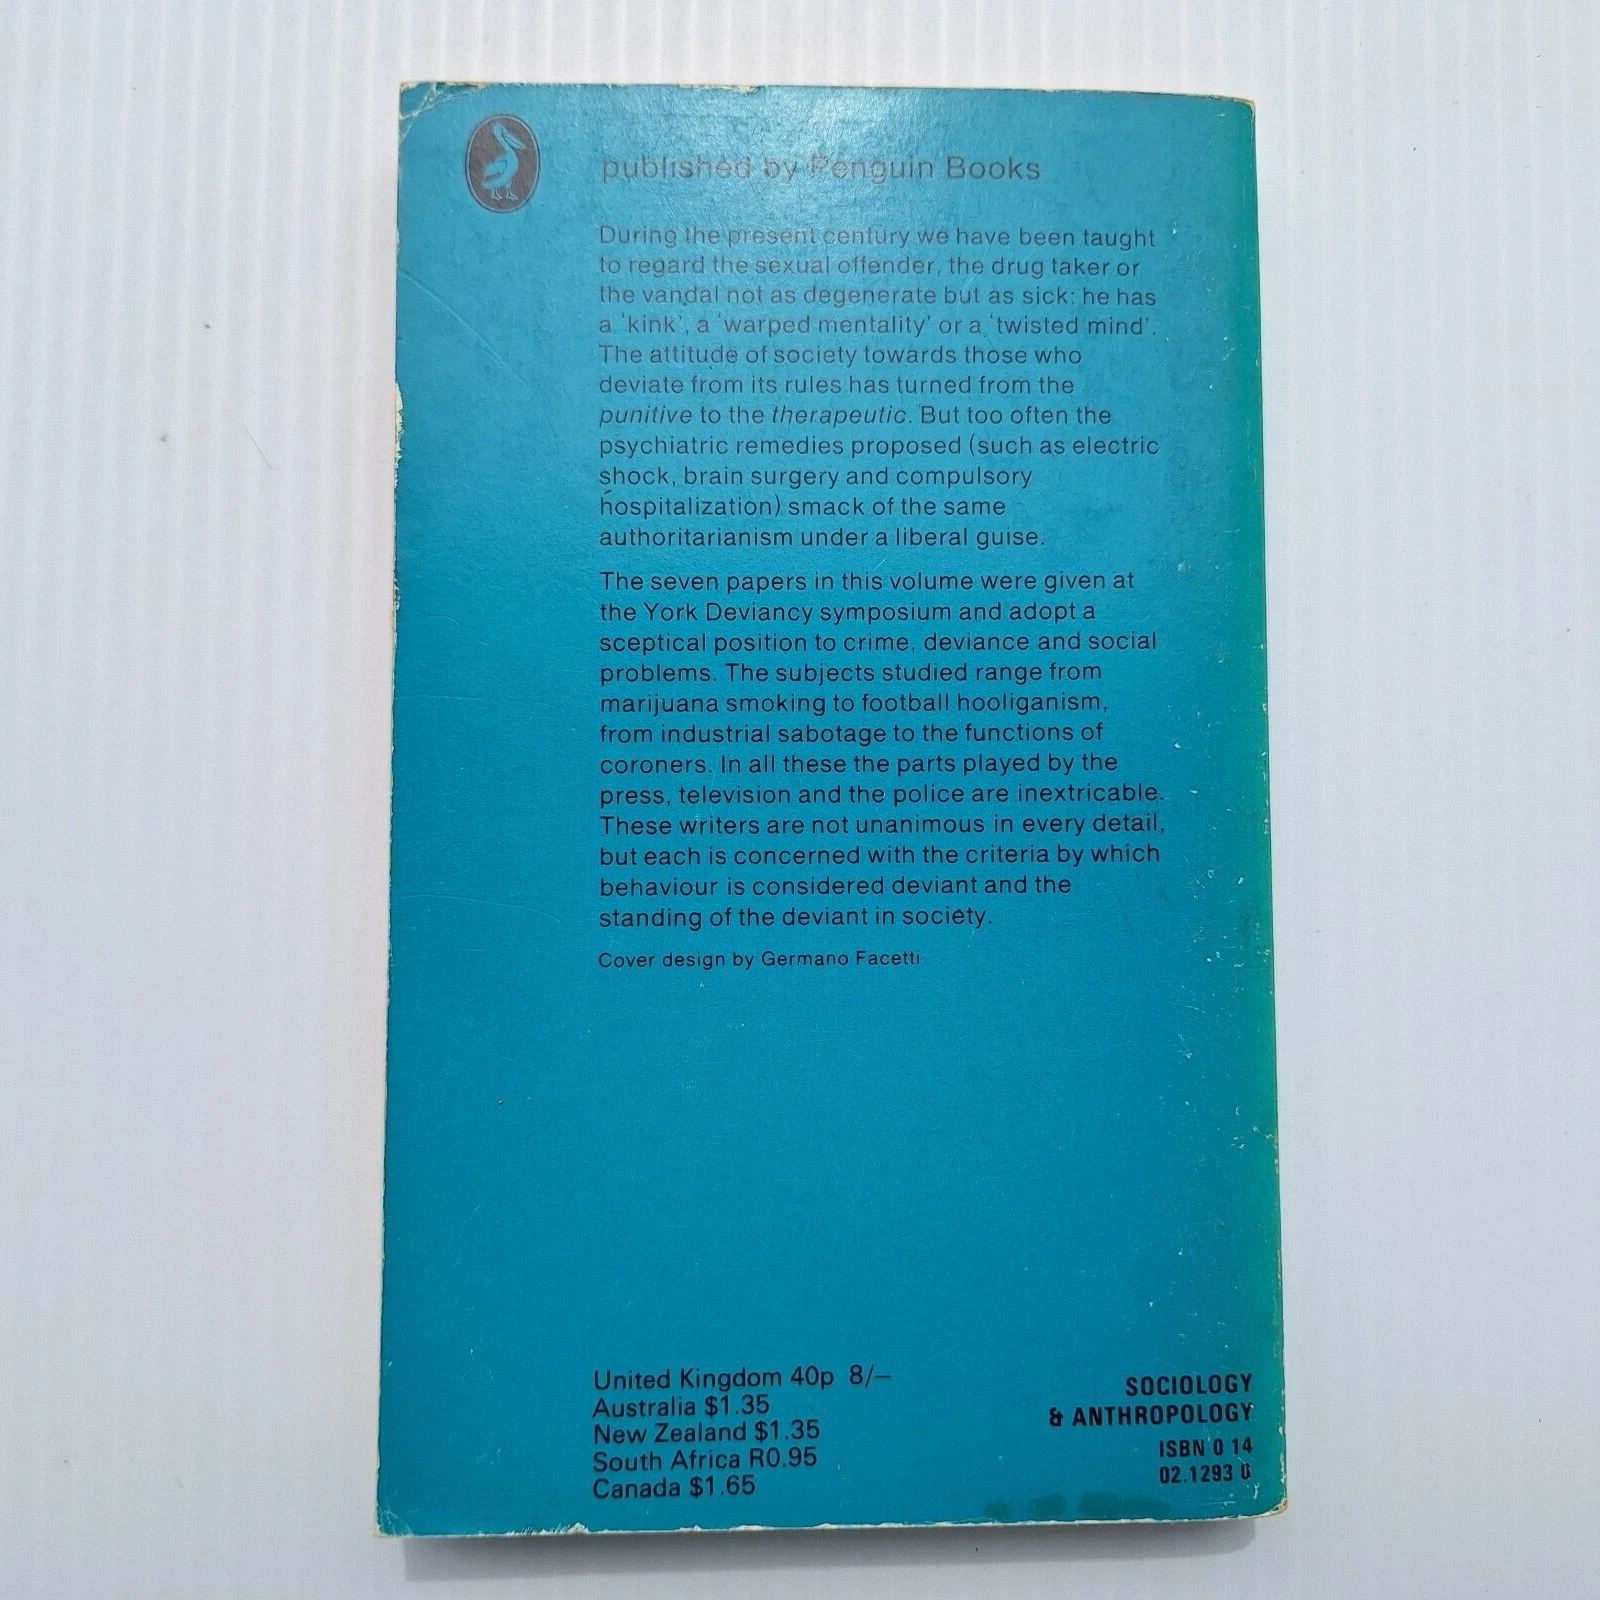 published by Penguin Books
During the present century we have been taught
to regard the sexual offender, the drug taker or
the vandal not as degenerate but as sick: he has
a 'kink', a 'warped mentality' or a 'twisted mind'.
The attitude of society towards those who
deviate from its rules has turned from the
punitive to the therapeutic. But too often the
psychiatric remedies proposed (such as electric
shock, brain surgery and compulsory
hospitalization) smack of the same
authoritarianism under a liberal guise.
The seven papers in this volume were given at
the York Deviancy symposium and adopt a
sceptical position to crime, deviance and social
problems. The subjects studied range from
marijuana smoking to football hooliganism,
from industrial sabotage to the functions of
coroners. In all these the parts played by the
press, television and the police are inextricable.
These writers are not unanimous in every detail,
but each is concerned with the criteria by which
behaviour is considered deviant and the
standing of the deviant in society.
Cover design by Germano Facetti
United Kingdom 40p 8/–
Australia $1.35
New Zealand $1.35
South Africa R0.95
Canada $1.65
SOCIOLOGY
& ANTHROPOLOGY
ISBN 0 14
02.1293 0